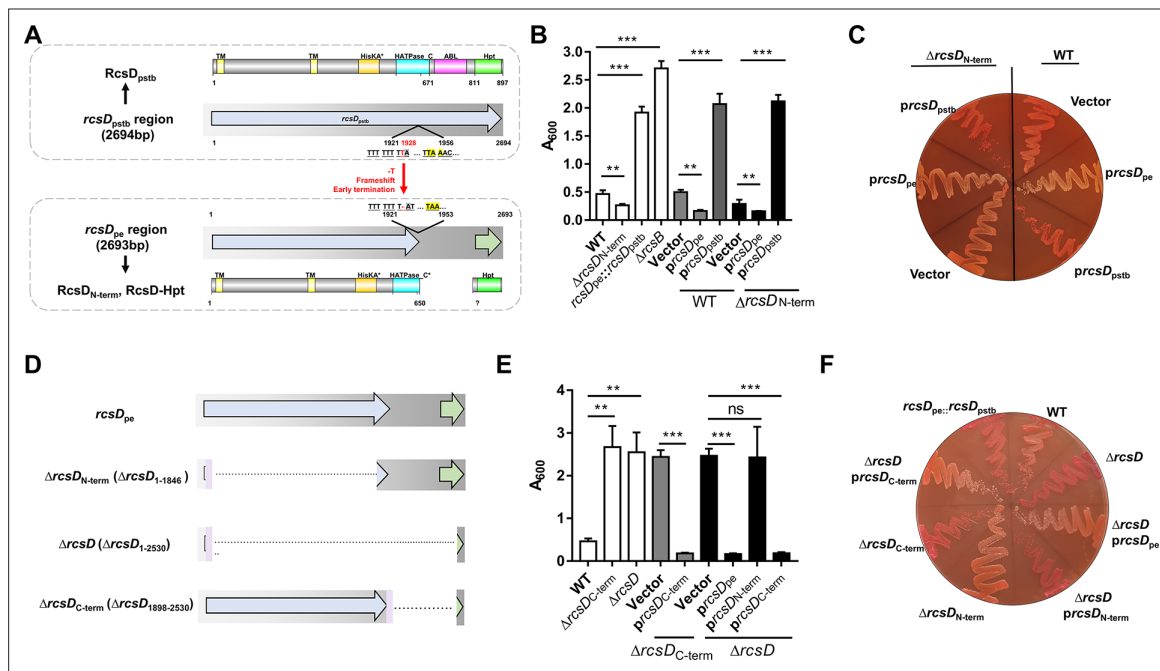 A
TM TM HisKA* HATPase_C ABL Hpt
RcsDpstb
1 671 811 897
rcsDpstb region
(2694bp)
rcsDpstb
1 1921 1928 1956 2694
TTT TTT TTA ... TTA AAC...
-T
Frameshift
Early termination
TTT TTT T- AT ... TAA...
1 1921 1953 2693
rcsDpe region
(2693bp)
TM TM HisKA* HATPase_C* Hpt
RcsDN-term, RcsD-Hpt
1 650 ?
B
A600
3.0
2.5
2.0
1.5
1.0
0.5
0.0
***
***
**
***
**
***
**
WT
ΔrcsDN-term
rcsDpe::rcsDpstb
ΔrcsB
Vector
prcsDpe
prcsDpstb
Vector
prcsDpe
prcsDpstb
WT
ΔrcsDN-term
C
ΔrcsDN-term
WT
prcsDpstb
Vector
prcsDpe
prcsDpe
Vector
prcsDpstb
D
rcsDpe
ΔrcsDN-term (ΔrcsD1-1846 )
ΔrcsD (ΔrcsD1-2530)
ΔrcsDC-term (ΔrcsD1898-2530)
E
A600
4
3
2
1
0
**
**
***
***
ns
***
WT
ΔrcsDC-term
ΔrcsD
Vector
prcsDC-term
Vector
prcsDpe
prcsDN-term
prcsDC-term
ΔrcsDC-term
ΔrcsD
F
rcsDpe::rcsDpstb
WT
ΔrcsD
prcsDC-term
ΔrcsD
ΔrcsDC-term
ΔrcsD
prcsDpe
ΔrcsDN-term
ΔrcsD
prcsDN-term